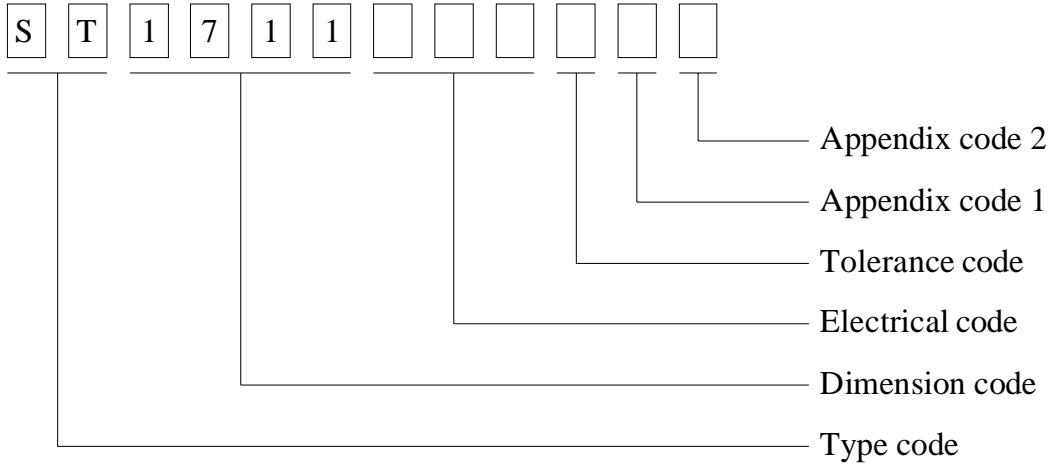 S T 1 7 1 1
Appendix code 2
Appendix code 1
Tolerance code
Electrical code
Dimension code
Type code